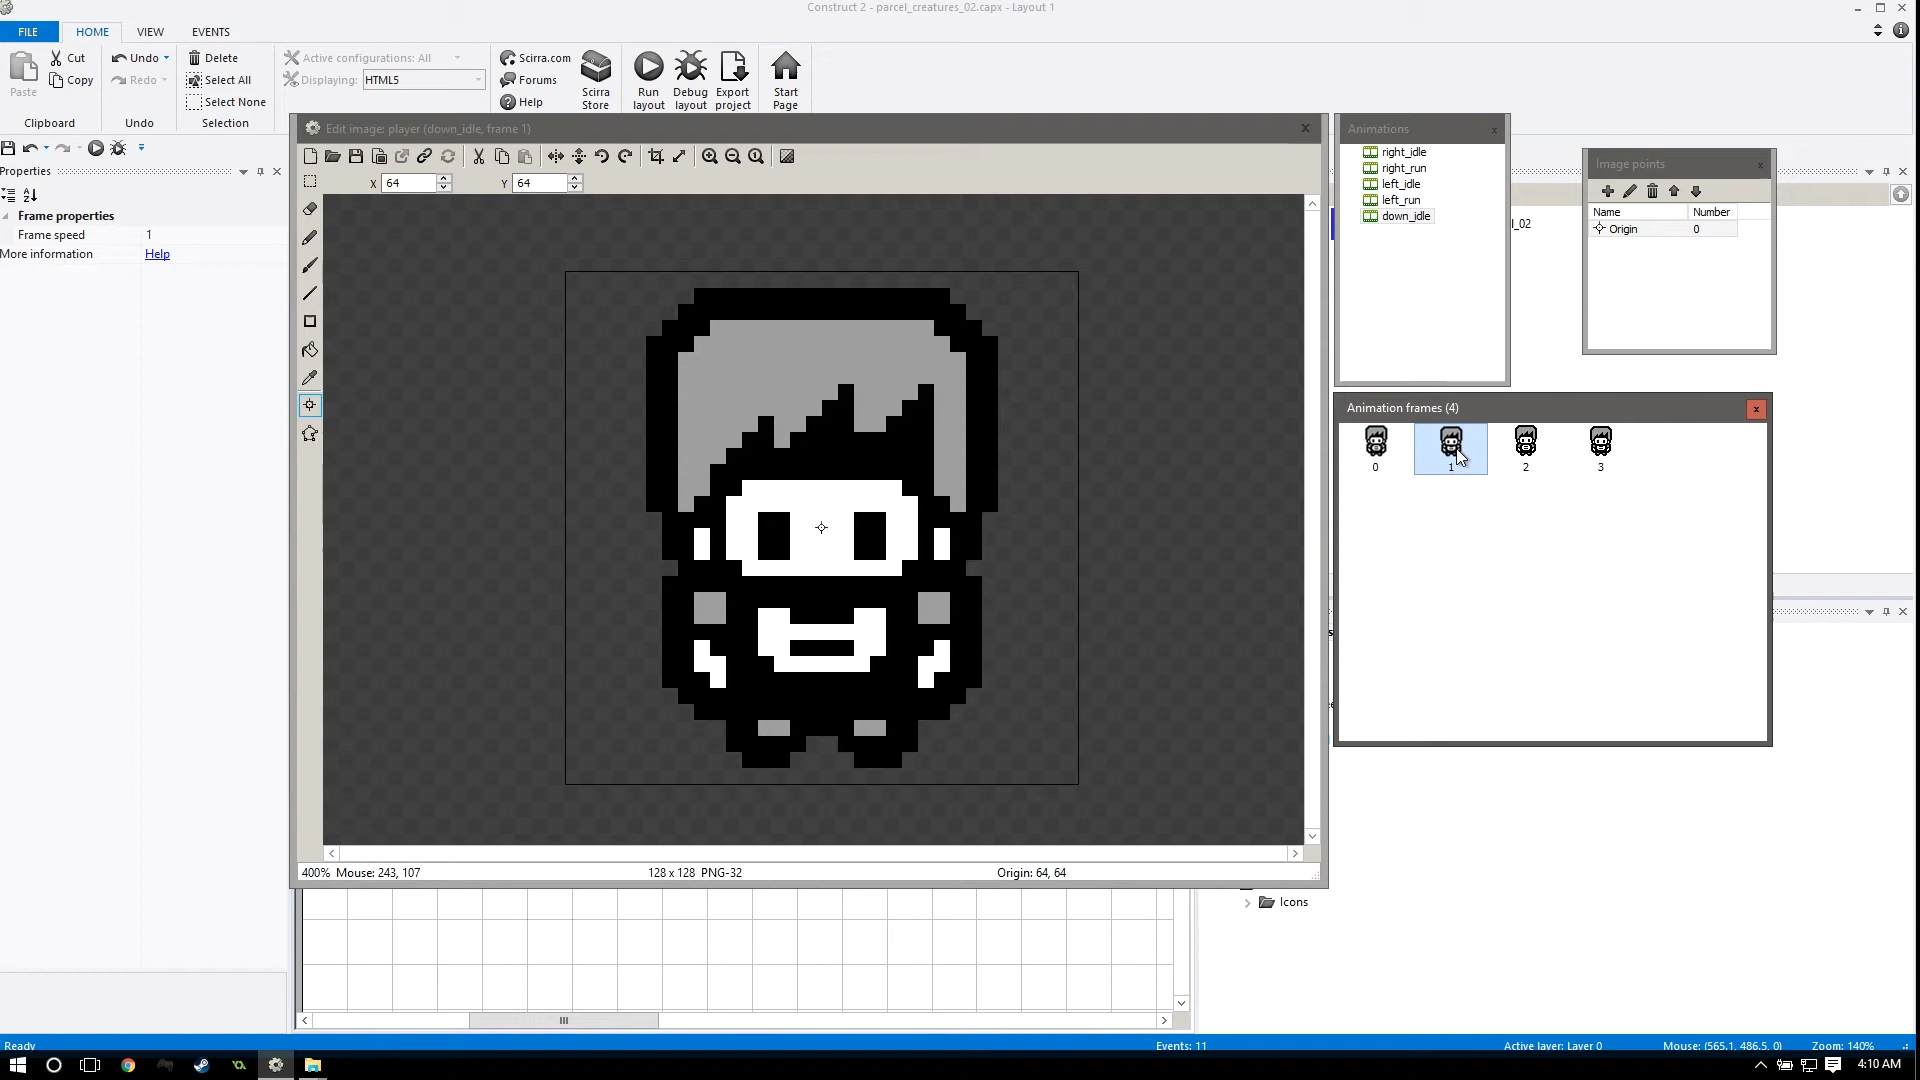 Construct 2 - parcel_creatures_02.capx - Layout 1
FILE HOME VIEW EVENTS
Paste Cut Copy
Undo Redo
Delete
Select All
Select None
Active configurations: All
Displaying: HTML5
Scirra.com
Forums
Help
Scirra Store
Run layout
Debug layout
Export project
Start Page
Clipboard Undo Selection
Properties
Frame properties
Frame speed 1
More information Help
Edit image: player (down_idle, frame 1)
X 64 Y 64
400% Mouse: 243, 107 128 x 128 PNG-32 Origin: 64, 64
Animations
right_idle
right_run
left_idle
left_run
down_idle
Image points
Name Number
Origin 0
l_02
Animation frames (4)
0 1 2 3
Icons
Ready Events: 11 Active layer: Layer 0 Mouse: (565.1, 486.5, 0) Zoom: 140%
4:10 AM